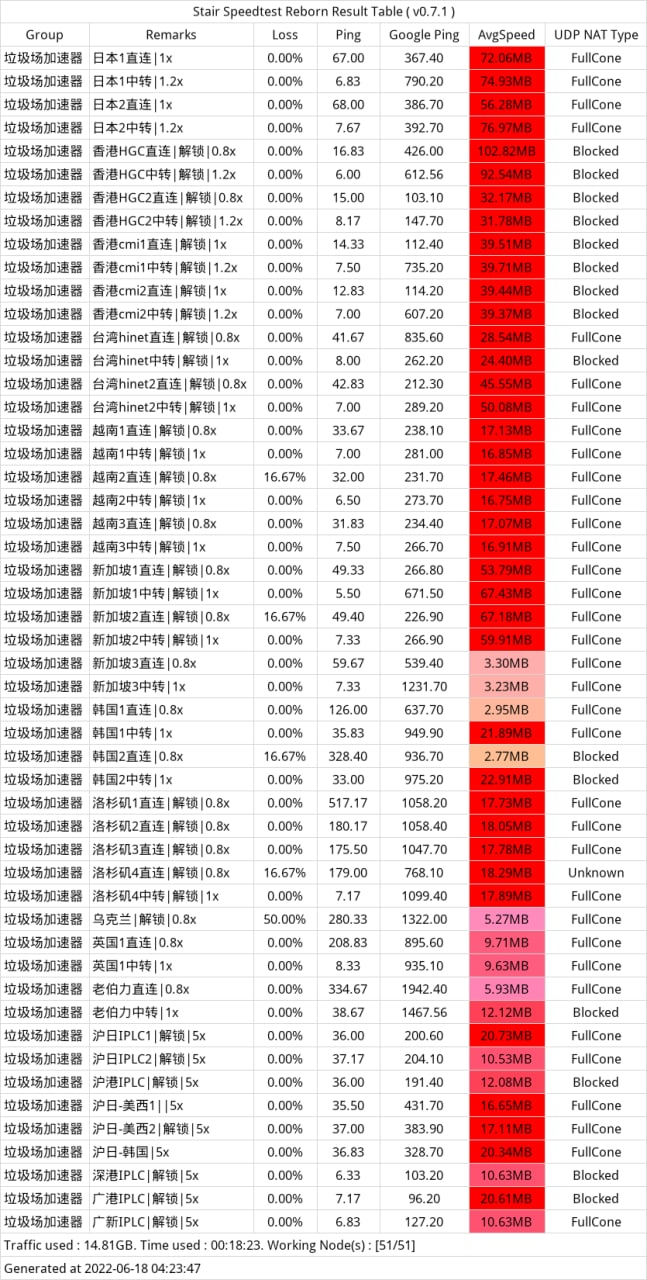 Stair Speedtest Reborn Result Table ( v0.7.1 )
Group Remarks Loss Ping Google Ping AvgSpeed UDP NAT Type
垃圾场加速器 日本1直连|1x 0.00% 67.00 367.40 72.06MB FullCone
垃圾场加速器 日本1中转|1.2x 0.00% 6.83 790.20 74.93MB FullCone
垃圾场加速器 日本2直连|1x 0.00% 68.00 386.70 56.28MB FullCone
垃圾场加速器 日本2中转|1.2x 0.00% 7.67 392.70 76.97MB FullCone
垃圾场加速器 香港HGC直连|解锁|0.8x 0.00% 16.83 426.00 102.82MB Blocked
垃圾场加速器 香港HGC中转|解锁|1.2x 0.00% 6.00 612.56 92.54MB Blocked
垃圾场加速器 香港HGC2直连|解锁|0.8x 0.00% 15.00 103.10 32.17MB Blocked
垃圾场加速器 香港HGC2中转|解锁|1.2x 0.00% 8.17 147.70 31.78MB Blocked
垃圾场加速器 香港cmi1直连|解锁|1x 0.00% 14.33 112.40 39.51MB Blocked
垃圾场加速器 香港cmi1中转|解锁|1.2x 0.00% 7.50 735.20 39.71MB Blocked
垃圾场加速器 香港cmi2直连|解锁|1x 0.00% 12.83 114.20 39.44MB Blocked
垃圾场加速器 香港cmi2中转|解锁|1.2x 0.00% 7.00 607.20 39.37MB Blocked
垃圾场加速器 台湾hinet直连|解锁|0.8x 0.00% 41.67 835.60 28.54MB FullCone
垃圾场加速器 台湾hinet中转|解锁|1x 0.00% 8.00 262.20 24.40MB Blocked
垃圾场加速器 台湾hinet2直连|解锁|0.8x 0.00% 42.83 212.30 45.55MB FullCone
垃圾场加速器 台湾hinet2中转|解锁|1x 0.00% 7.00 289.20 50.08MB FullCone
垃圾场加速器 越南1直连|解锁|0.8x 0.00% 33.67 238.10 17.13MB FullCone
垃圾场加速器 越南1中转|解锁|1x 0.00% 7.00 281.00 16.85MB FullCone
垃圾场加速器 越南2直连|解锁|0.8x 16.67% 32.00 231.70 17.46MB FullCone
垃圾场加速器 越南2中转|解锁|1x 0.00% 6.50 273.70 16.75MB FullCone
垃圾场加速器 越南3直连|解锁|0.8x 0.00% 31.83 234.40 17.07MB FullCone
垃圾场加速器 越南3中转|解锁|1x 0.00% 7.50 266.70 16.91MB FullCone
垃圾场加速器 新加坡1直连|解锁|0.8x 0.00% 49.33 266.80 53.79MB FullCone
垃圾场加速器 新加坡1中转|解锁|1x 0.00% 5.50 671.50 67.43MB FullCone
垃圾场加速器 新加坡2直连|解锁|0.8x 16.67% 49.40 226.90 67.18MB FullCone
垃圾场加速器 新加坡2中转|解锁|1x 0.00% 7.33 266.90 59.91MB FullCone
垃圾场加速器 新加坡3直连|0.8x 0.00% 59.67 539.40 3.30MB FullCone
垃圾场加速器 新加坡3中转|1x 0.00% 7.33 1231.70 3.23MB FullCone
垃圾场加速器 韩国1直连|0.8x 0.00% 126.00 637.70 2.95MB FullCone
垃圾场加速器 韩国1中转|1x 0.00% 35.83 949.90 21.89MB FullCone
垃圾场加速器 韩国2直连|0.8x 16.67% 328.40 936.70 2.77MB Blocked
垃圾场加速器 韩国2中转|1x 0.00% 33.00 975.20 22.91MB Blocked
垃圾场加速器 洛杉矶1直连|解锁|0.8x 0.00% 517.17 1058.20 17.73MB FullCone
垃圾场加速器 洛杉矶2直连|解锁|0.8x 0.00% 180.17 1058.40 18.05MB FullCone
垃圾场加速器 洛杉矶3直连|解锁|0.8x 0.00% 175.50 1047.70 17.78MB FullCone
垃圾场加速器 洛杉矶4直连|解锁|0.8x 16.67% 179.00 768.10 18.29MB Unknown
垃圾场加速器 洛杉矶4中转|解锁|1x 0.00% 7.17 1099.40 17.89MB FullCone
垃圾场加速器 乌克兰|解锁|0.8x 50.00% 280.33 1322.00 5.27MB FullCone
垃圾场加速器 英国1直连|0.8x 0.00% 208.83 895.60 9.71MB FullCone
垃圾场加速器 英国1中转|1x 0.00% 8.33 935.10 9.63MB FullCone
垃圾场加速器 老伯力直连|0.8x 0.00% 334.67 1942.40 5.93MB FullCone
垃圾场加速器 老伯力中转|1x 0.00% 38.67 1467.56 12.12MB Blocked
垃圾场加速器 沪日IPLC1|解锁|5x 0.00% 36.00 200.60 20.73MB FullCone
垃圾场加速器 沪日IPLC2|解锁|5x 0.00% 37.17 204.10 10.53MB FullCone
垃圾场加速器 沪港IPLC|解锁|5x 0.00% 36.00 191.40 12.08MB Blocked
垃圾场加速器 沪日-美西1||5x 0.00% 35.50 431.70 16.65MB FullCone
垃圾场加速器 沪日-美西2|解锁|5x 0.00% 37.00 383.90 17.11MB FullCone
垃圾场加速器 沪日-韩国|5x 0.00% 36.83 328.70 20.34MB FullCone
垃圾场加速器 深港IPLC|解锁|5x 0.00% 6.33 103.20 10.63MB Blocked
垃圾场加速器 广港IPLC|解锁|5x 0.00% 7.17 96.20 20.61MB Blocked
垃圾场加速器 广新IPLC|解锁|5x 0.00% 6.83 127.20 10.63MB FullCone
Traffic used : 14.81GB. Time used : 00:18:23. Working Node(s) : [51/51]
Generated at 2022-06-18 04:23:47